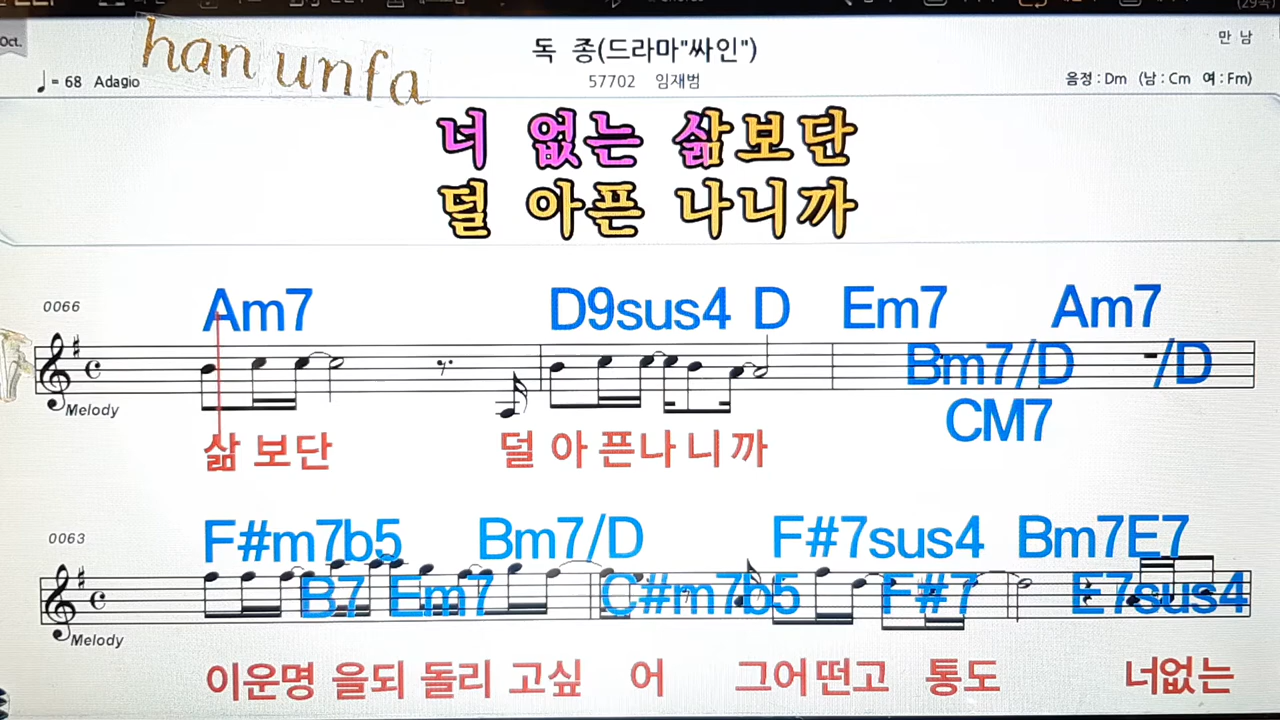 Oct.
han unfa
독 종(드라마"싸인")
만 남
♩= 68 Adagio
57702 임재범
음정 : Dm (남 : Cm 여 : Fm)
너 없는 삶보단
덜 아픈 나니까
0066
Am7 D9sus4 D Em7 Am7
Bm7/D /D
CM7
Melody
삶 보단 덜 아 픈나 니 까
0063
F#m7b5 Bm7/D F#7sus4 Bm7E7
B7 Em7 C#m7b5 F#7 E7sus4
Melody
이운명 을되 돌리 고싶 어 그어떤고 통도 너없는